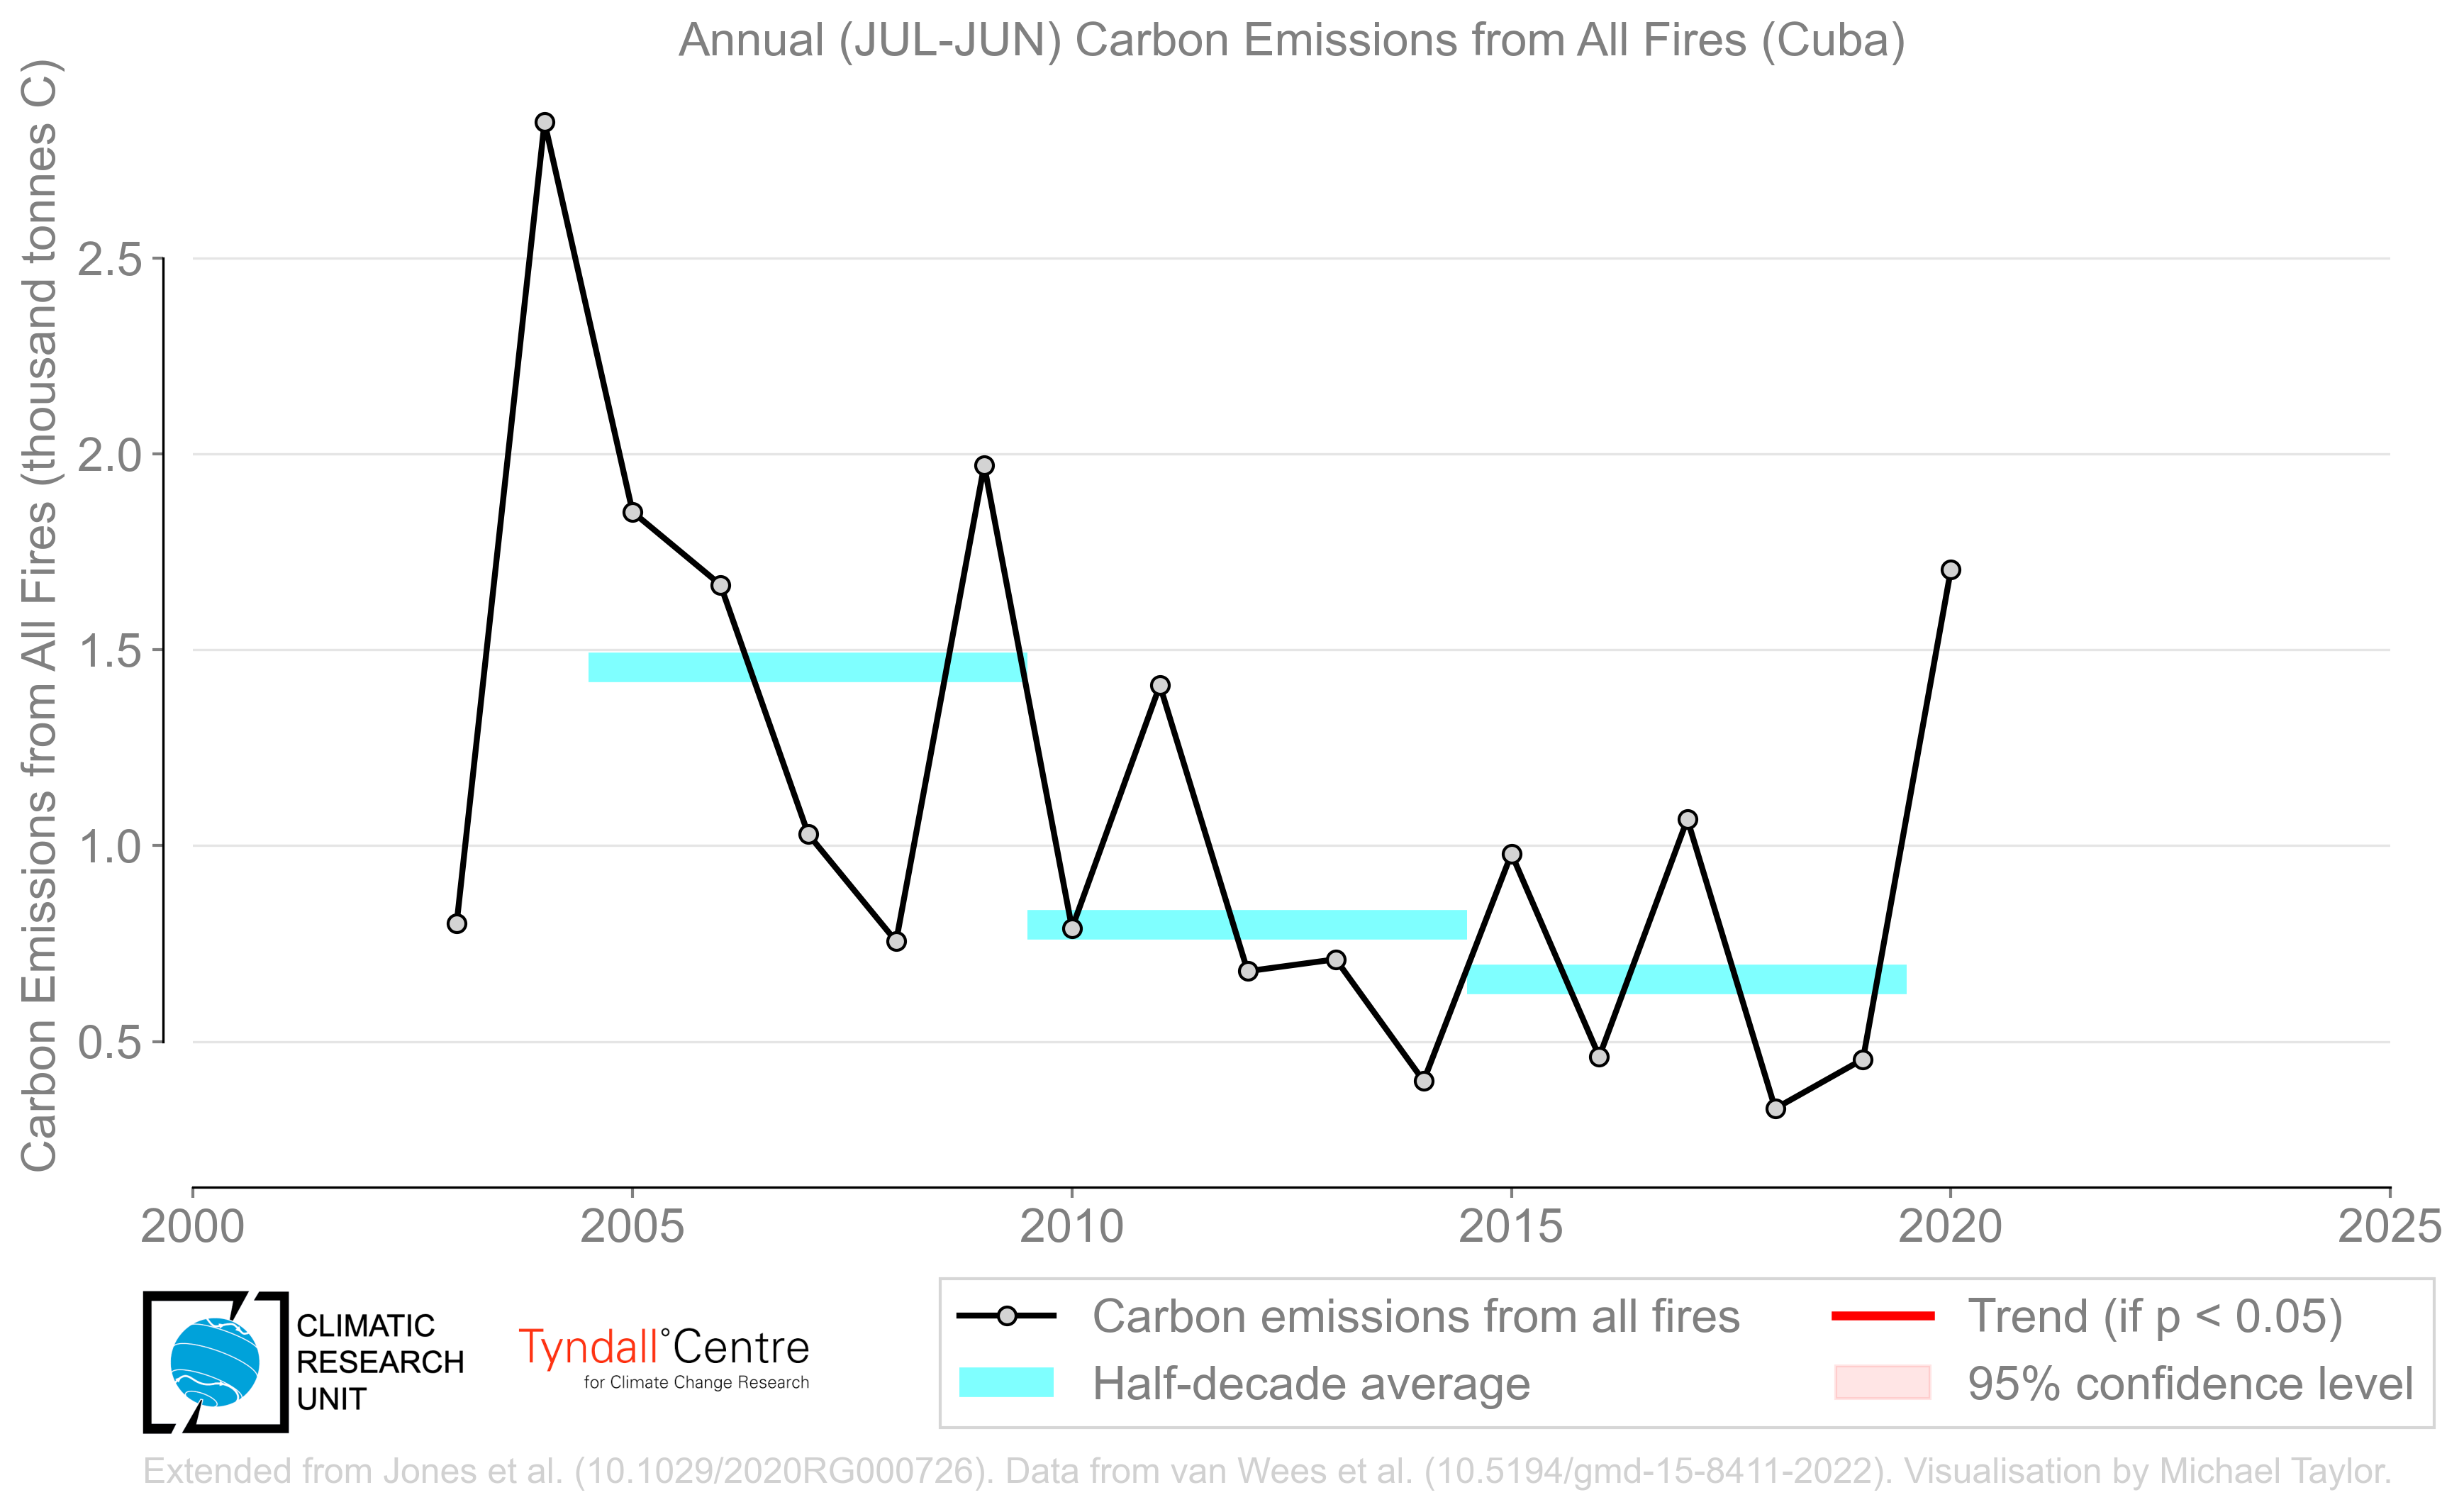 Annual (JUL-JUN) Carbon Emissions from All Fires (Cuba)
Carbon Emissions from All Fires (thousand tonnes C)
2.5
2.0
1.5
1.0
0.5
2000
2005
2010
2015
2020
2025
CLIMATIC
RESEARCH
UNIT
Tyndall°Centre
for Climate Change Research
Carbon emissions from all fires
Half-decade average
Trend (if p < 0.05)
95% confidence level
Extended from Jones et al. (10.1029/2020RG000726). Data from van Wees et al. (10.5194/gmd-15-8411-2022). Visualisation by Michael Taylor.